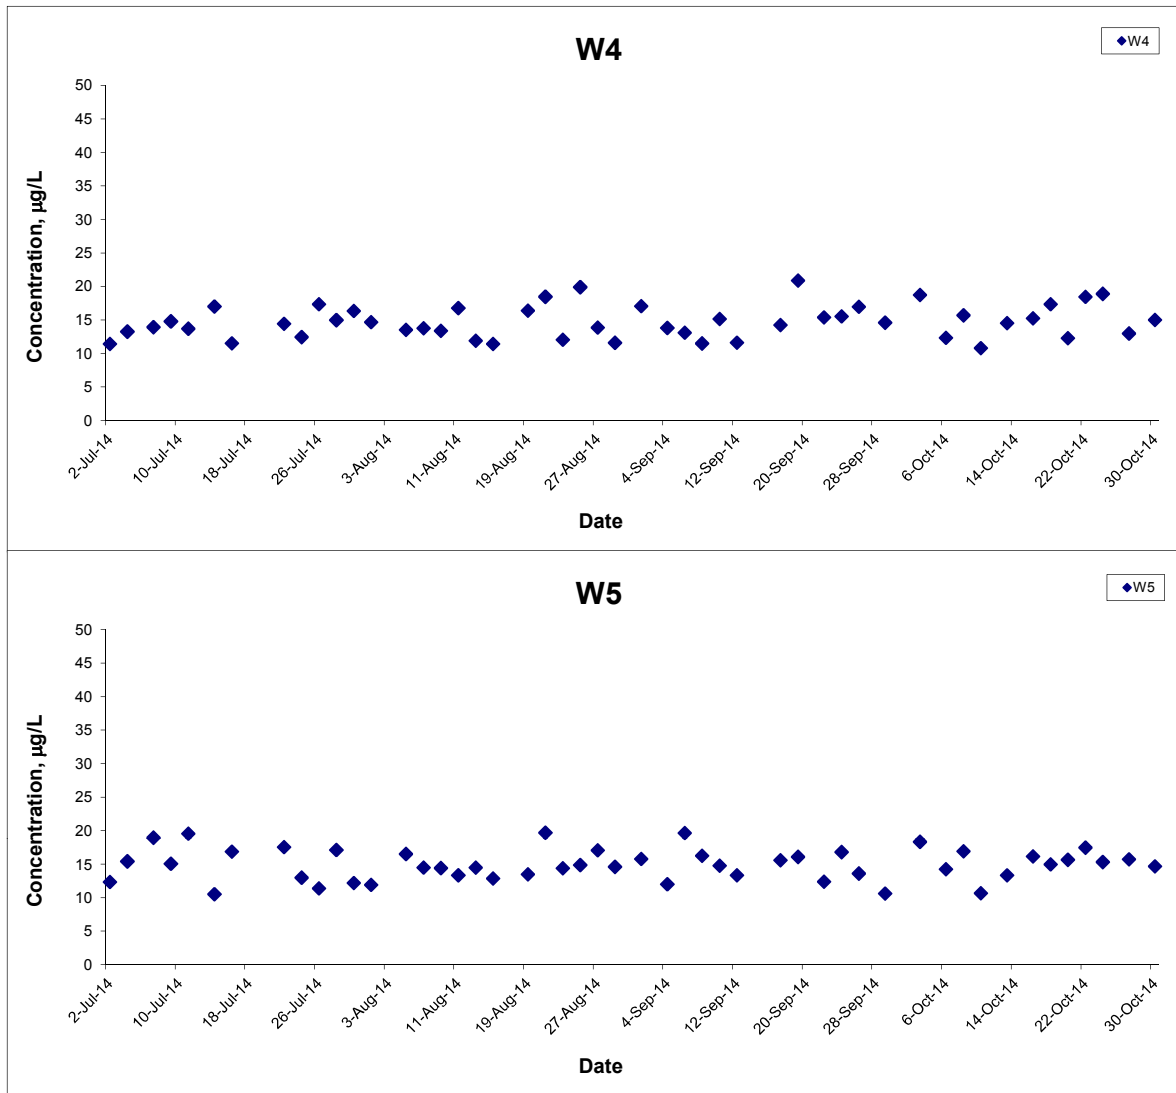 W4
W4
50
45
40
35
30
25
20
15
10
5
0
Concentration, µg/L
2-Jul-14
10-Jul-14
18-Jul-14
26-Jul-14
3-Aug-14
11-Aug-14
19-Aug-14
27-Aug-14
4-Sep-14
12-Sep-14
20-Sep-14
28-Sep-14
6-Oct-14
14-Oct-14
22-Oct-14
30-Oct-14
Date
W5
W5
50
45
40
35
30
25
20
15
10
5
0
Concentration, µg/L
2-Jul-14
10-Jul-14
18-Jul-14
26-Jul-14
3-Aug-14
11-Aug-14
19-Aug-14
27-Aug-14
4-Sep-14
12-Sep-14
20-Sep-14
28-Sep-14
6-Oct-14
14-Oct-14
22-Oct-14
30-Oct-14
Date